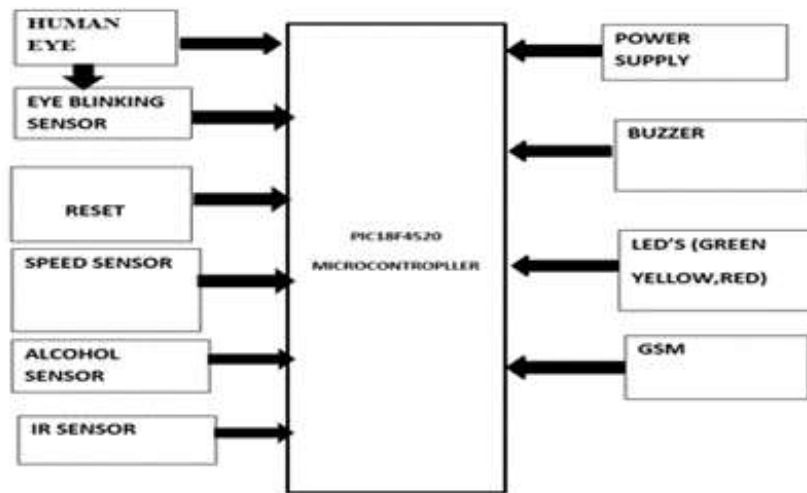 HUMAN
EYE
EYE BLINKING
SENSOR
RESET
SPEED SENSOR
ALCOHOL
SENSOR
IR SENSOR
PIC18F4520
MICROCONTROPLLER
POWER
SUPPLY
BUZZER
LED'S (GREEN
YELLOW,RED)
GSM